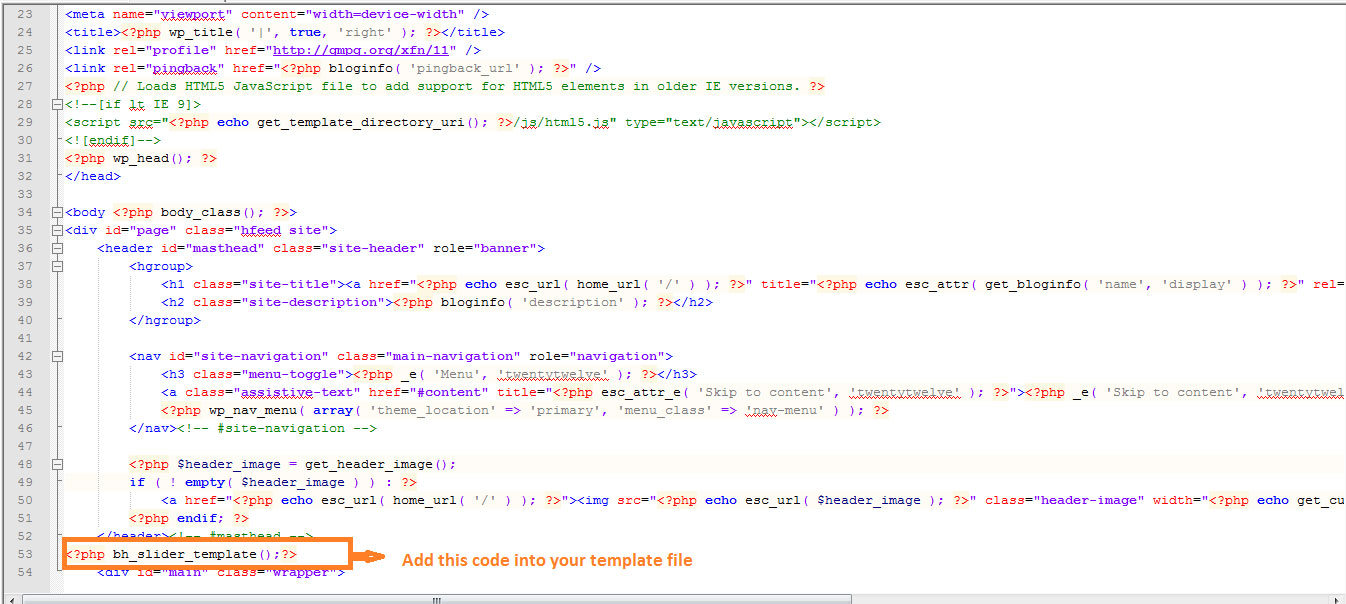 23 <meta name="viewport" content="width=device-width" />
24 <title><?php wp_title( '|', true, 'right' ); ?></title>
25 <link rel="profile" href="http://gmpg.org/xfn/11" />
26 <link rel="pingback" href="<?php bloginfo( 'pingback_url' ); ?>" />
27 <?php // Loads HTML5 JavaScript file to add support for HTML5 elements in older IE versions. ?>
28 <!--[if lt IE 9]>
29 <script src="<?php echo get_template_directory_uri(); ?>/js/html5.js" type="text/javascript"></script>
30 <![endif]-->
31 <?php wp_head(); ?>
32 </head>
33
34 <body <?php body_class(); ?>>
35 <div id="page" class="hfeed site">
36 <header id="masthead" class="site-header" role="banner">
37 <hgroup>
38 <h1 class="site-title"><a href="<?php echo esc_url( home_url( '/' ) ); ?>" title="<?php echo esc_attr( get_bloginfo( 'name', 'display' ) ); ?>" rel=
39 <h2 class="site-description"><?php bloginfo( 'description' ); ?></h2>
40 </hgroup>
41
42 <nav id="site-navigation" class="main-navigation" role="navigation">
43 <h3 class="menu-toggle"><?php _e( 'Menu', 'twentytwelve' ); ?></h3>
44 <a class="assistive-text" href="#content" title="<?php esc_attr_e( 'Skip to content', 'twentytwelve' ); ?>"><?php _e( 'Skip to content', 'twentytwel
45 <?php wp_nav_menu( array( 'theme_location' => 'primary', 'menu_class' => 'nav-menu' ) ); ?>
46 </nav><!-- #site-navigation -->
47
48 <?php $header_image = get_header_image();
49 if ( ! empty( $header_image ) ) : ?>
50 <a href="<?php echo esc_url( home_url( '/' ) ); ?>"><img src="<?php echo esc_url( $header_image ); ?>" class="header-image" width="<?php echo get_cu
51 <?php endif; ?>
52 </header><!-- #masthead -->
53 <?php bh_slider_template();?>
Add this code into your template file
54 <div id="main" class="wrapper">